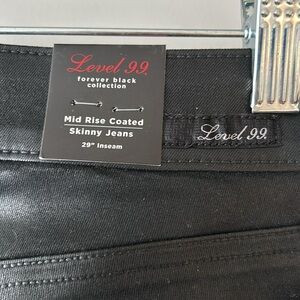 Level 99.
forever black
collection
Mid Rise Coated
Skinny Jeans
29" Inseam
Level 99.